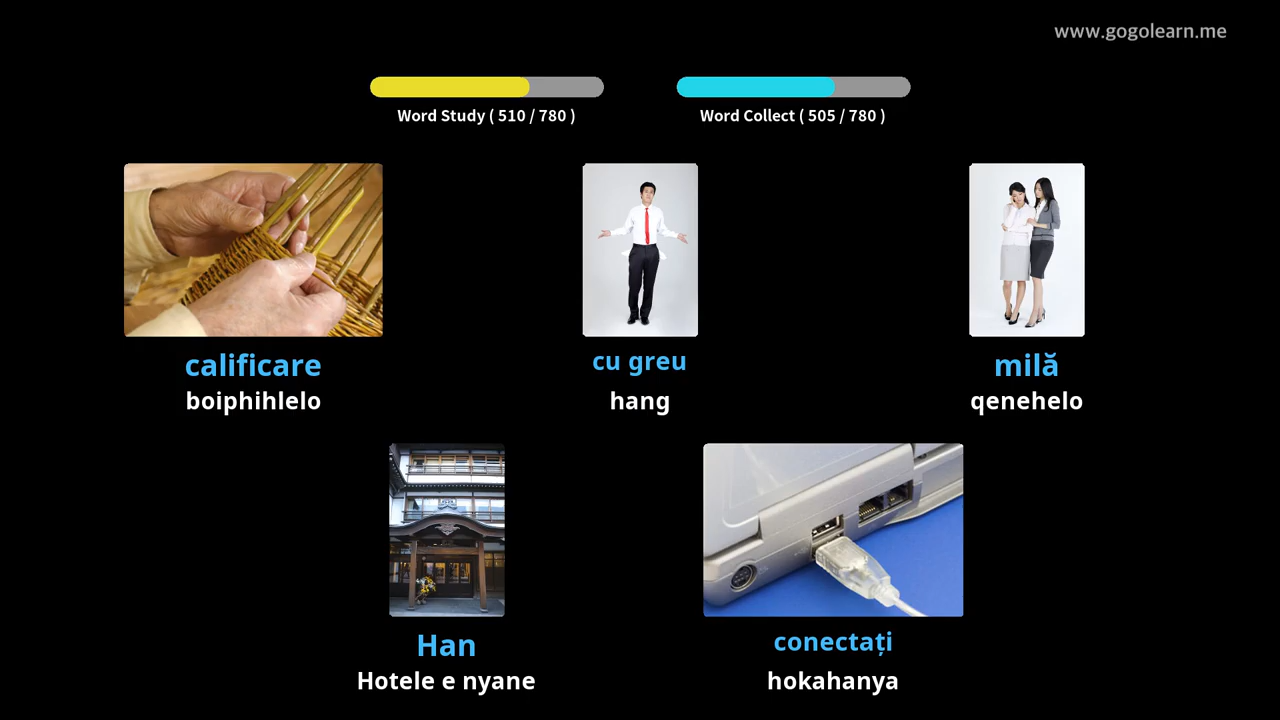 www.gogolearn.me
Word Study ( 510 / 780 )
Word Collect ( 505 / 780 )
calificare
boiphihlelo
cu greu
hang
milă
qenehelo
Han
Hotele e nyane
conectați
hokahanya